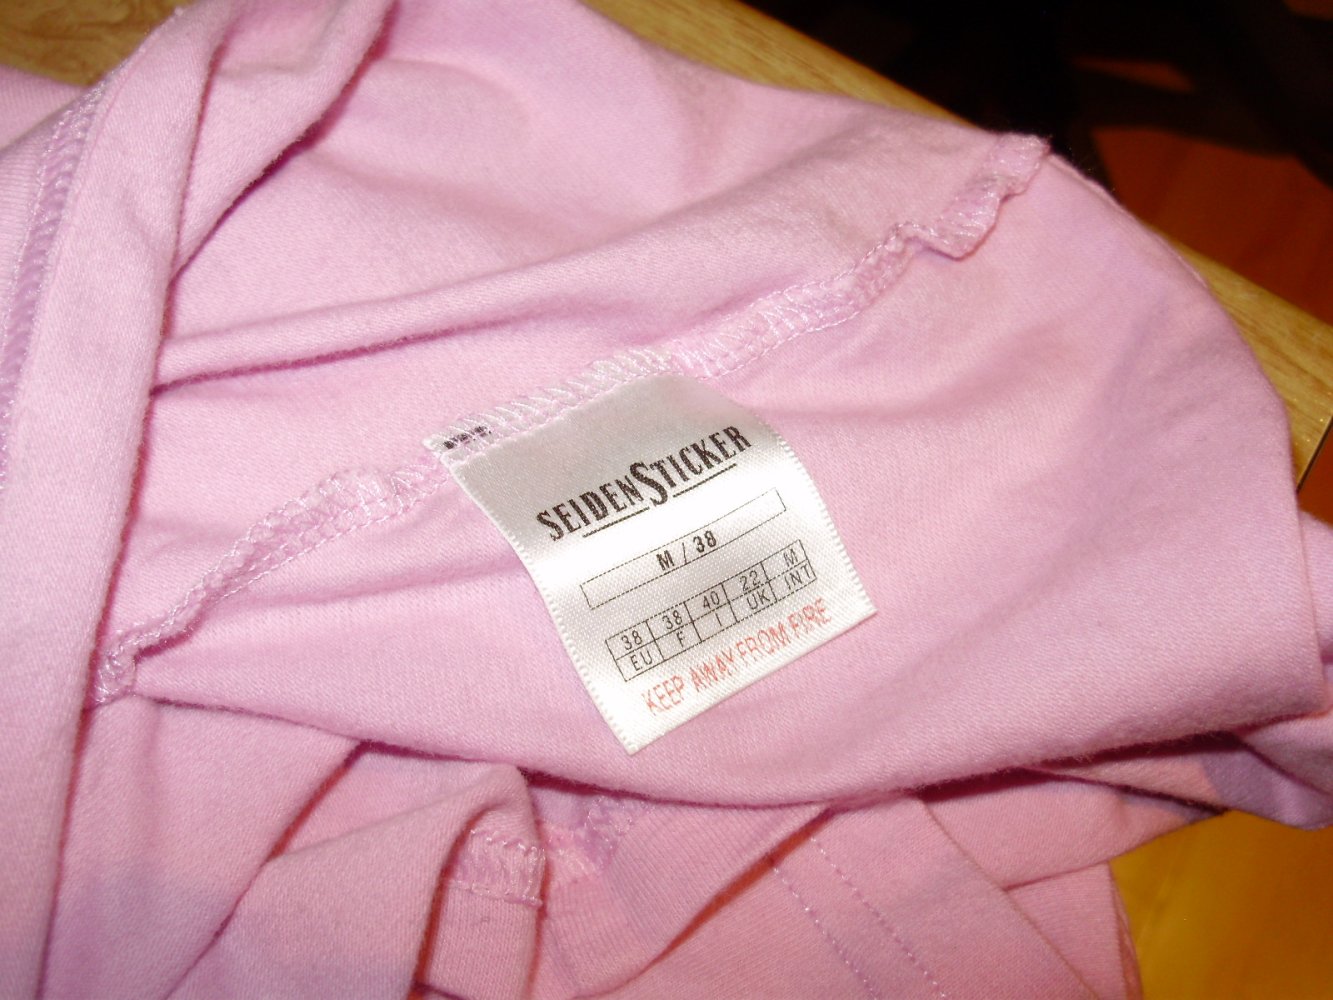 SEIDENSTICKER
M / 38
38 38 40 22 M
EU F I UK INT
KEEP AWAY FROM FIRE